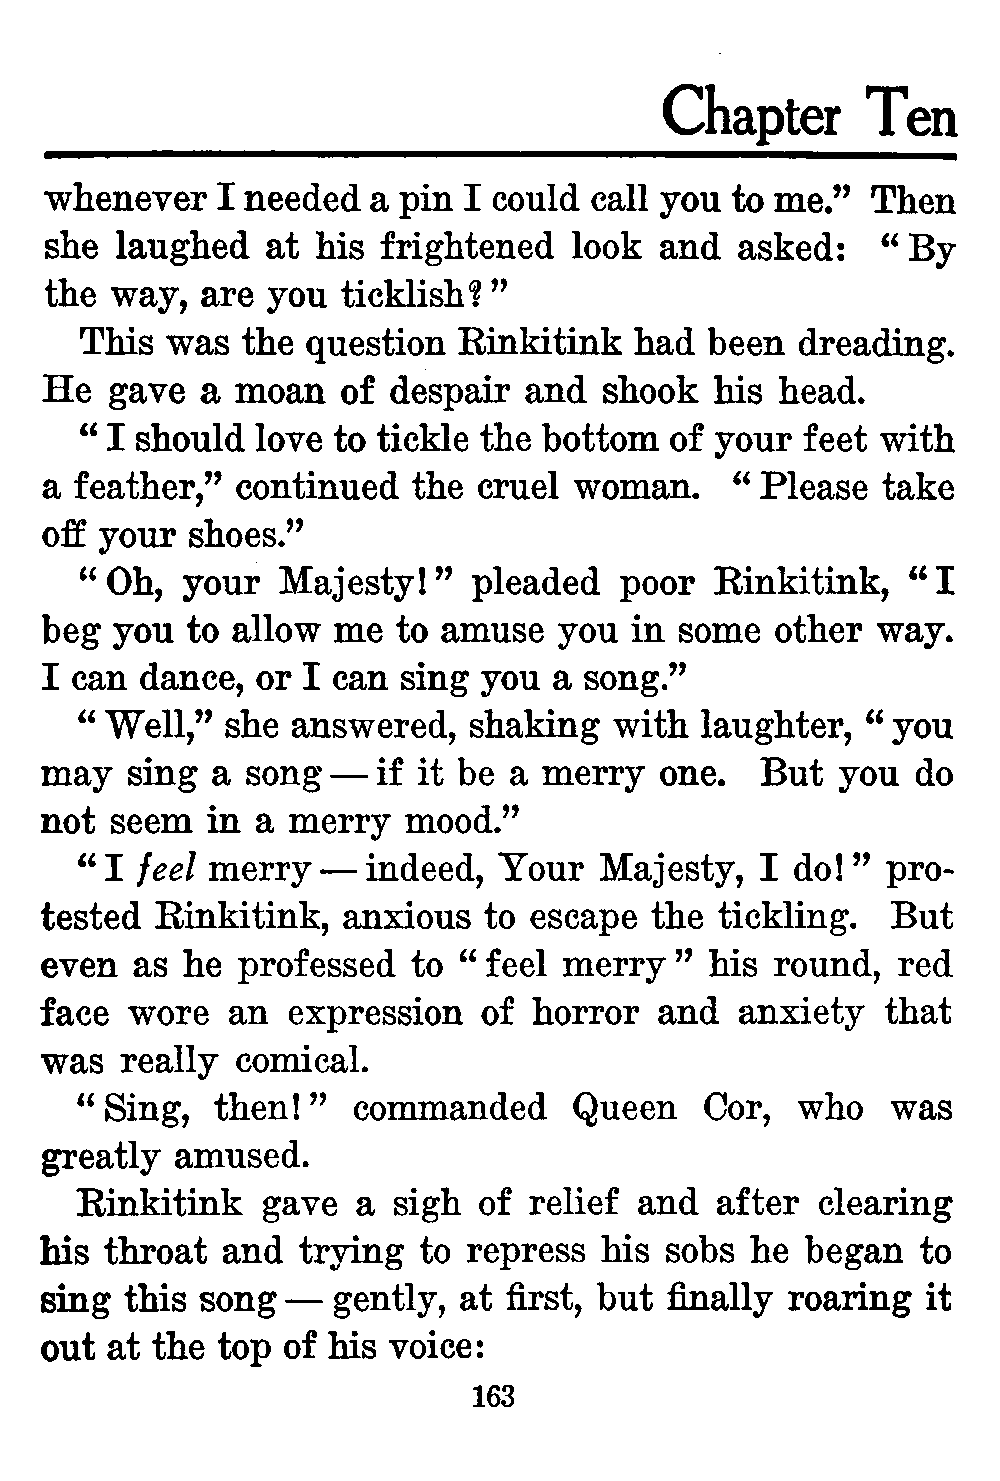 Chapter Ten
whenever I needed a pin I could call you to me.” Then
she laughed at his frightened look and asked: “ By
the way, are you ticklish? ”
This was the question Rinkitink had been dreading.
He gave a moan of despair and shook his head.
“ I should love to tickle the bottom of your feet with
a feather,” continued the cruel woman. “ Please take
off your shoes.”
“ Oh, your Majesty! ” pleaded poor Rinkitink, “ I
beg you to allow me to amuse you in some other way.
I can dance, or I can sing you a song.”
“ Well,” she answered, shaking with laughter, “ you
may sing a song — if it be a merry one. But you do
not seem in a merry mood.”
“ I feel merry — indeed, Your Majesty, I do! ” pro-
tested Rinkitink, anxious to escape the tickling. But
even as he professed to “ feel merry ” his round, red
face wore an expression of horror and anxiety that
was really comical.
“ Sing, then! ” commanded Queen Cor, who was
greatly amused.
Rinkitink gave a sigh of relief and after clearing
his throat and trying to repress his sobs he began to
sing this song — gently, at first, but finally roaring it
out at the top of his voice:
163